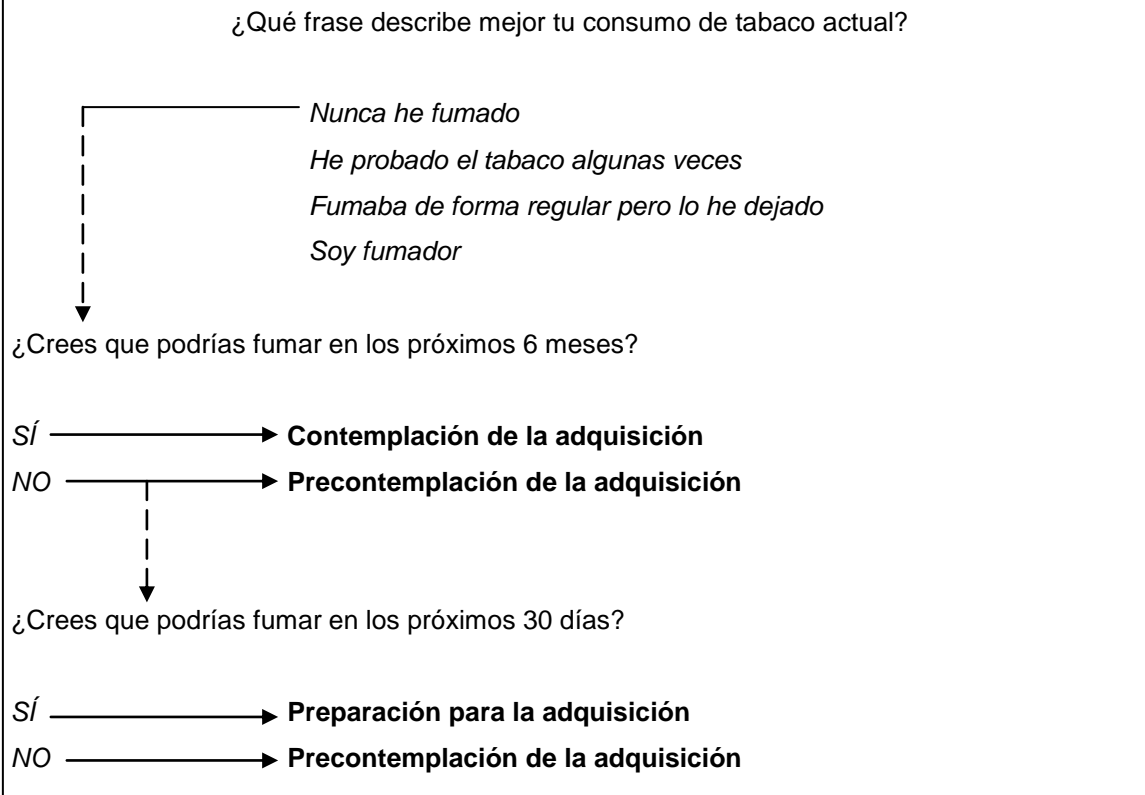 ¿Qué frase describe mejor tu consumo de tabaco actual?
Nunca he fumado
He probado el tabaco algunas veces
Fumaba de forma regular pero lo he dejado
Soy fumador
¿Crees que podrías fumar en los próximos 6 meses?
SÍ Contemplación de la adquisición
NO Precontemplación de la adquisición
¿Crees que podrías fumar en los próximos 30 días?
SÍ Preparación para la adquisición
NO Precontemplación de la adquisición